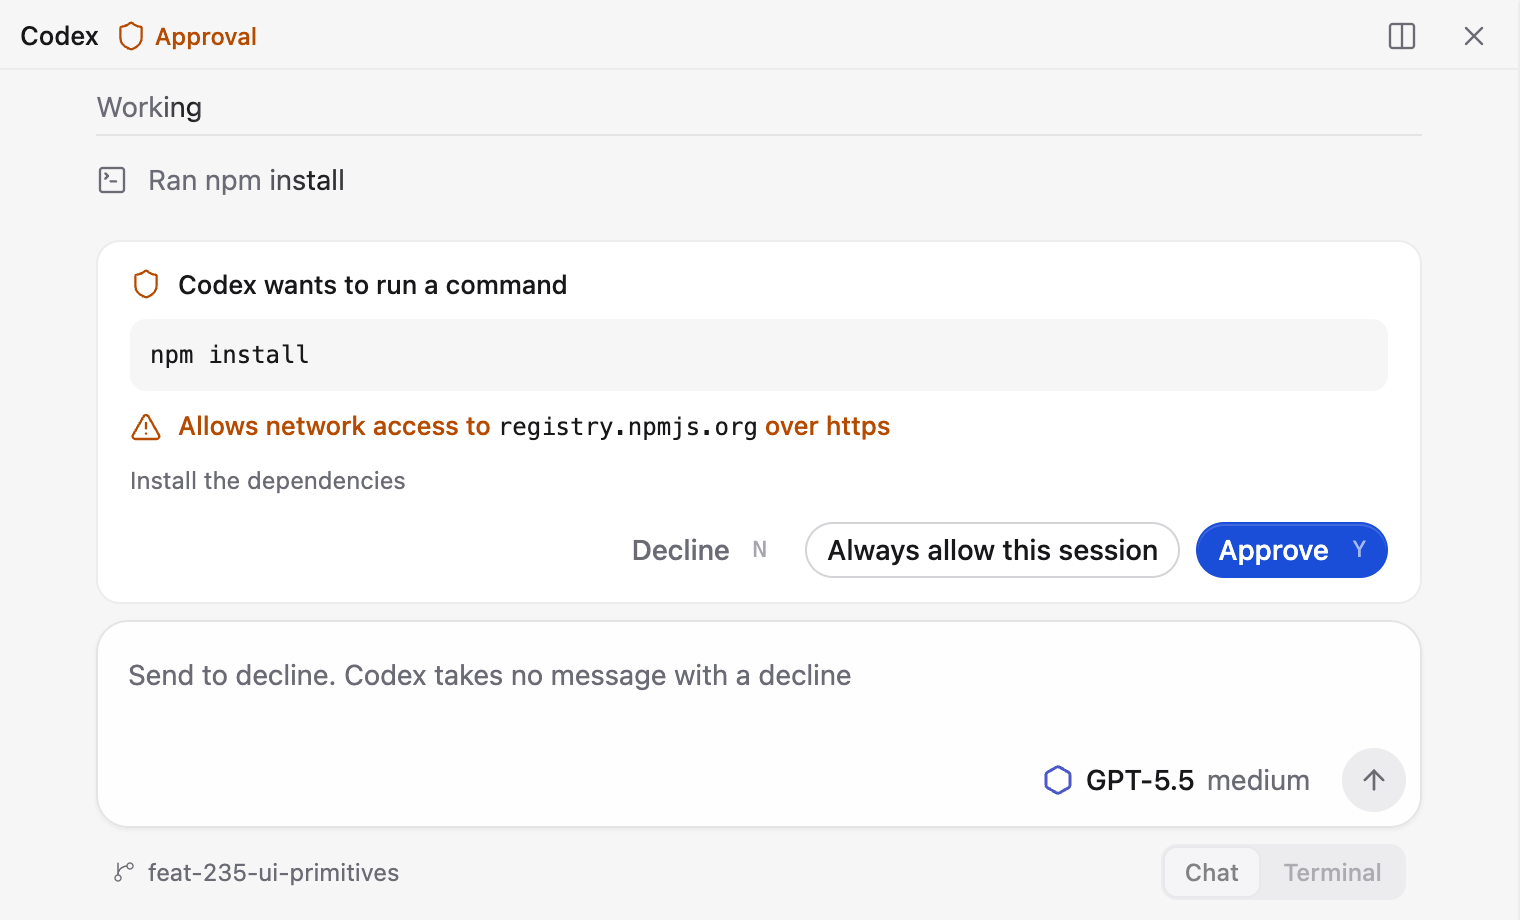 Codex Approval
Working
Ran npm install
Codex wants to run a command
npm install
Allows network access to registry.npmjs.org over https
Install the dependencies
Decline N Always allow this session Approve Y
Send to decline. Codex takes no message with a decline
GPT-5.5 medium
feat-235-ui-primitives Chat Terminal